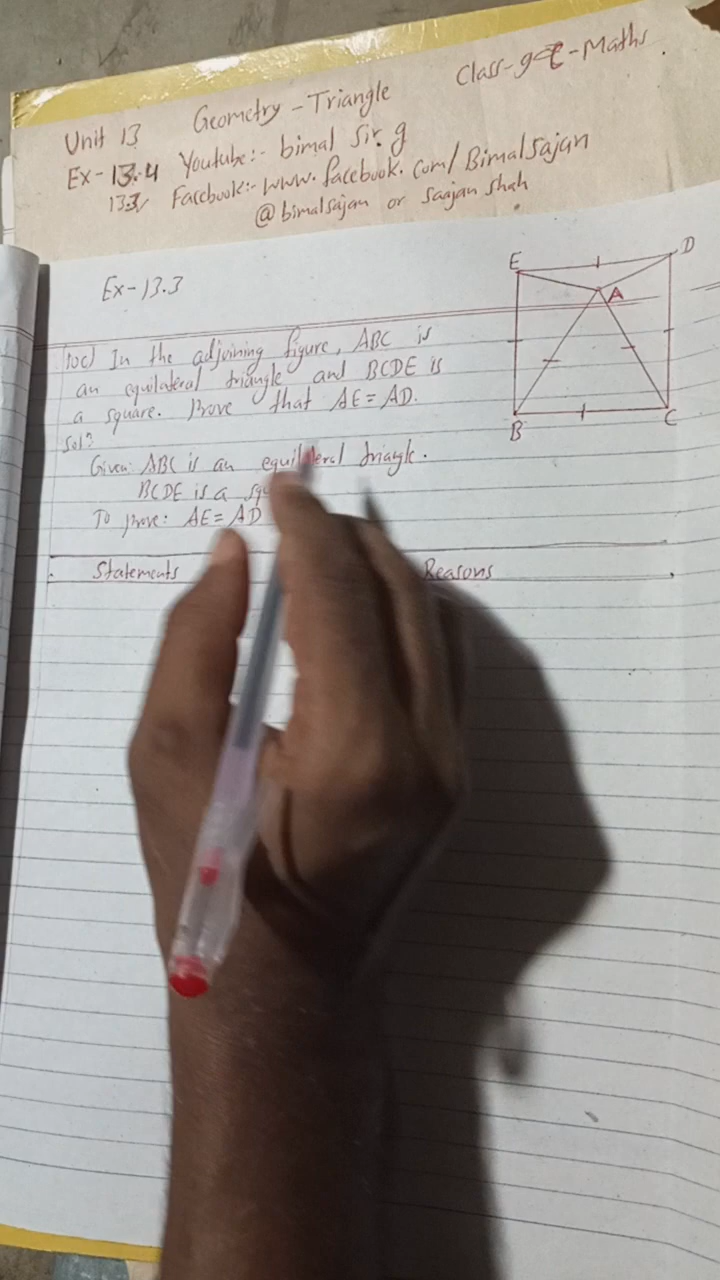 Unit 13 Geometry - Triangle Class-9 - Maths
Ex- 13.4 Youtube:- bimal Sir g
13.3/ Facebook:- www.facebook.com/Bimalsajan
@bimalsajan or Saajan Shah
Ex-13.3
10c) In the adjoining figure, ABC is
an equilateral triangle and BCDE is
a square. Prove that AE = AD.
Solⁿ
Given: ABC is an equilateral triangle.
BCDE is a
To prove: AE = AD
Statements Reasons
E D
A
B C